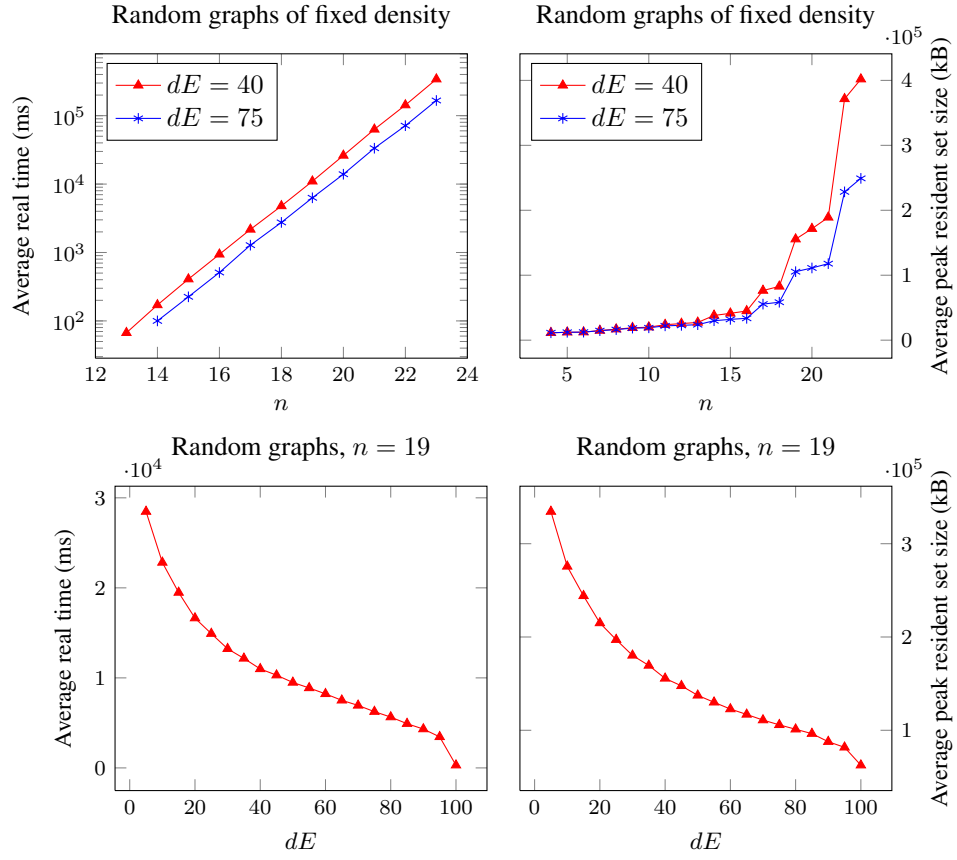 Random graphs of fixed density
Average real time (ms)
10^5
10^4
10^3
10^2
dE = 40
dE = 75
12 14 16 18 20 22 24
n
Random graphs of fixed density
·10^5
dE = 40
dE = 75
4
2
1
0
Average peak resident set size (kB)
5 10 15 20
n
Random graphs, n = 19
·10^4
Average real time (ms)
3
2
1
0
0 20 40 60 80 100
dE
Random graphs, n = 19
·10^5
3
2
1
Average peak resident set size (kB)
0 20 40 60 80 100
dE